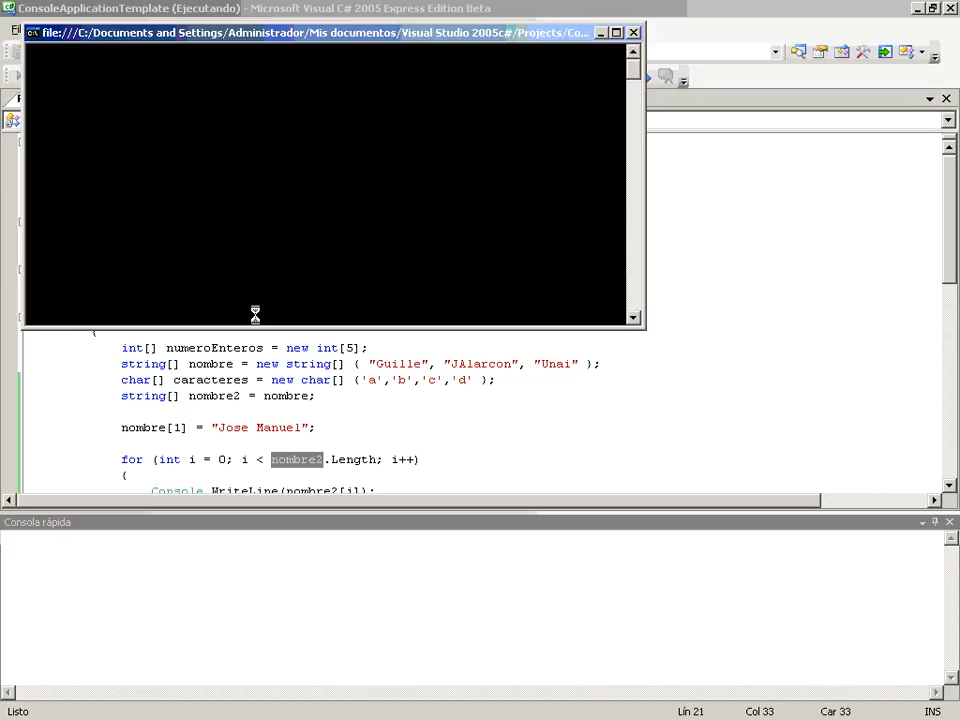 ConsoleApplicationTemplate (Ejecutando) - Microsoft Visual C# 2005 Express Edition Beta
file:///C:/Documents and Settings/Administrador/Mis documentos/Visual Studio 2005c#/Projects/Co...
{
int[] numeroEnteros = new int[5];
string[] nombre = new string[] { "Guille", "JAlarcon", "Unai" };
char[] caracteres = new char[] {'a','b','c','d' };
string[] nombre2 = nombre;
nombre[1] = "Jose Manuel";
for (int i = 0; i < nombre2.Length; i++)
{
Console.WriteLine(nombre2[i]);
Consola rápida
Listo
Lín 21
Col 33
Car 33
INS